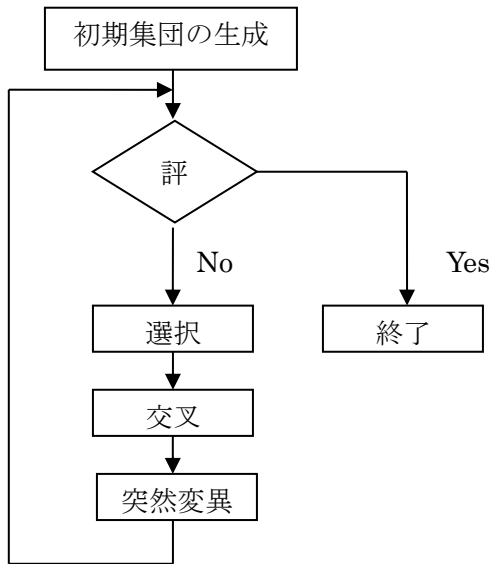 初期集団の生成
評
No
Yes
選択
終了
交叉
突然変異